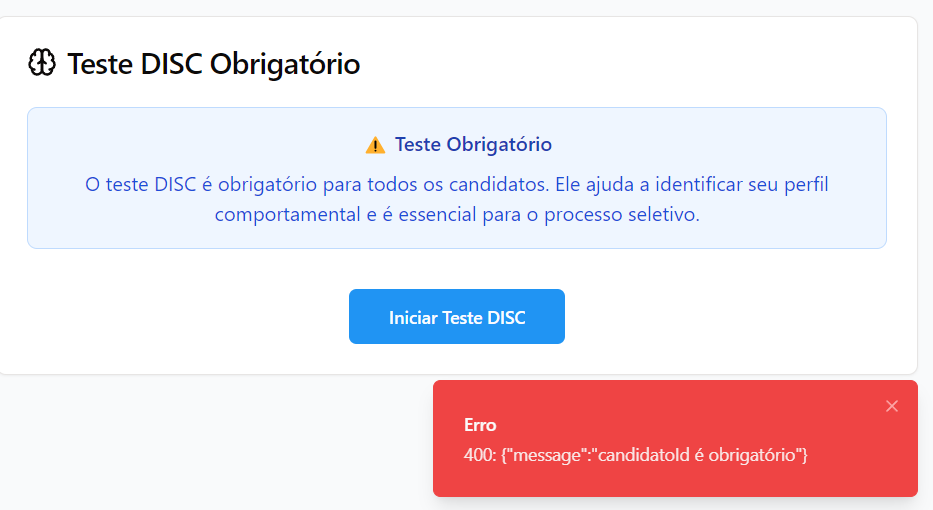 Teste DISC Obrigatório
⚠️ Teste Obrigatório
O teste DISC é obrigatório para todos os candidatos. Ele ajuda a identificar seu perfil
comportamental e é essencial para o processo seletivo.
Iniciar Teste DISC
Erro
400: {"message":"candidatoId é obrigatório"}